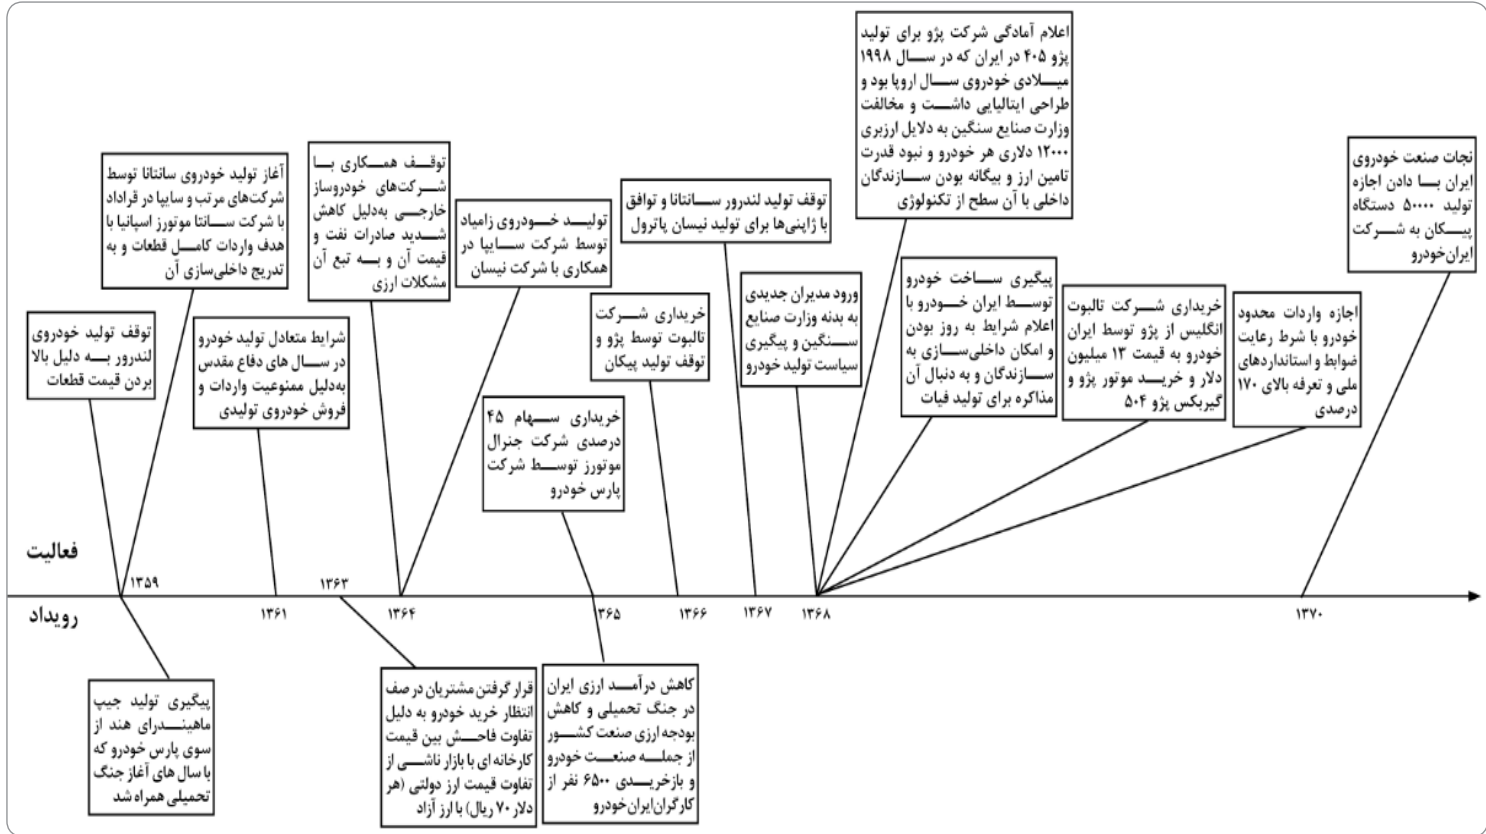 اعلام آمادگی شرکت پژو برای تولید
پژو ۴۰۵ در ایران که در سال ۱۹۹۸
میلادی خودروی سال اروپا بود و
طراحی ایتالیایی داشت و مخالفت
وزارت صنایع سنگین به دلایل ارزبری
۱۲۰۰۰ دلاری هر خودرو و نبود قدرت
تامین ارز و بیگانه بودن سازندگان
داخلی با آن سطح از تکنولوژی
نجات صنعت خودروی
ایران با دادن اجازه
تولید ۵۰۰۰۰ دستگاه
پیکان به شرکت
ایران‌خودرو
توقف همکاری با
شرکت‌های خودروساز
خارجی به‌دلیل کاهش
شدید صادرات نفت و
قیمت آن و به تبع آن
مشکلات ارزی
آغاز تولید خودروی سانتانا توسط
شرکت‌های مرتب و سایپا در قراداد
با شرکت سانتا موتورز اسپانیا با
هدف واردات کامل قطعات و به
تدریج داخلی‌سازی آن
توقف تولید لندرور سانتانا و توافق
با ژاپنی‌ها برای تولید نیسان پاترول
تولید خودروی زامیاد
توسط شرکت سایپا در
همکاری با شرکت نیسان
پیگیری ساخت خودرو
توسط ایران خودرو با
اعلام شرایط به روز بودن
و امکان داخلی‌سازی به
سازندگان و به دنبال آن
مذاکره برای تولید فیات
ورود مدیران جدیدی
به بدنه وزارت صنایع
سنگین و پیگیری
سیاست تولید خودرو
خریداری شرکت تالبوت
انگلیس از پژو توسط ایران
خودرو به قیمت ۱۳ میلیون
دلار و خرید موتور پژو و
گیربکس پژو ۵۰۴
اجازه واردات محدود
خودرو با شرط رعایت
ضوابط و استانداردهای
ملی و تعرفه بالای ۱۷۰
درصدی
خریداری شرکت
تالبوت توسط پژو و
توقف تولید پیکان
توقف تولید خودروی
لندرور به دلیل بالا
بردن قیمت قطعات
شرایط متعادل تولید خودرو
در سال های دفاع مقدس
به‌دلیل ممنوعیت واردات و
فروش خودروی تولیدی
خریداری سهام ۴۵
درصدی شرکت جنرال
موتورز توسط شرکت
پارس خودرو
فعالیت
رویداد
۱۳۵۹
۱۳۶۱
۱۳۶۳
۱۳۶۴
۱۳۶۵
۱۳۶۶
۱۳۶۷
۱۳۶۸
۱۳۷۰
پیگیری تولید جیپ
ماهیندرای هند از
سوی پارس خودرو که
با سال های آغاز جنگ
تحمیلی همراه شد
قرار گرفتن مشتریان در صف
انتظار خرید خودرو به دلیل
تفاوت فاحش بین قیمت
کارخانه ای با بازار ناشی از
تفاوت قیمت ارز دولتی (هر
دلار ۷۰ ریال) با ارز آزاد
کاهش درآمد ارزی ایران
در جنگ تحمیلی و کاهش
بودجه ارزی صنعت کشور
از جمله صنعت خودرو
و بازخریدی ۶۵۰۰ نفر از
کارگران‌ایران‌خودرو